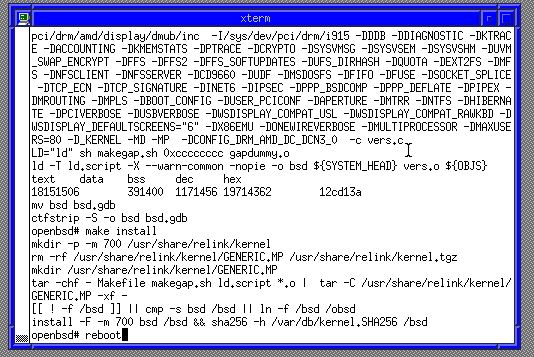 xterm
pci/drm/amd/display/dmub/inc  -I/sys/dev/pci/drm/i915 -DDDB -DDIAGNOSTIC -DKTRAC
E -DACCOUNTING -DKMEMSTATS -DPTRACE -DCRYPTO -DSYSVMSG -DSYSVSEM -DSYSVSHM -DUVM
_SWAP_ENCRYPT -DFFS -DFFS2 -DFFS_SOFTUPDATES -DUFS_DIRHASH -DQUOTA -DEXT2FS -DMF
S -DNFSCLIENT -DNFSSERVER -DCD9660 -DUDF -DMSDOSFS -DFIFO -DFUSE -DSOCKET_SPLICE
 -DTCP_ECN -DTCP_SIGNATURE -DINET6 -DIPSEC -DPPP_BSDCOMP -DPPP_DEFLATE -DPIPEX -
DMROUTING -DMPLS -DBOOT_CONFIG -DUSER_PCICONF -DAPERTURE -DMTRR -DNTFS -DHIBERNA
TE -DPCIVERBOSE -DUSBVERBOSE -DWSDISPLAY_COMPAT_USL -DWSDISPLAY_COMPAT_RAWKBD -D
WSDISPLAY_DEFAULTSCREENS="6" -DX86EMU -DONEWIREVERBOSE -DMULTIPROCESSOR -DMAXUSE
RS=80 -D_KERNEL -MD -MP  -DCONFIG_DRM_AMD_DC_DCN3_0  -c vers.c
LD="ld" sh makegap.sh 0xcccccccc gapdummy.o
ld -T ld.script -X --warn-common -nopie -o bsd ${SYSTEM_HEAD} vers.o ${OBJS}
text    data    bss     dec     hex
18151506        391400  1171456 19714362        12cd13a
mv bsd bsd.gdb
ctfstrip -S -o bsd bsd.gdb
openbsd# make install
mkdir -p -m 700 /usr/share/relink/kernel
rm -rf /usr/share/relink/kernel/GENERIC.MP /usr/share/relink/kernel.tgz
mkdir /usr/share/relink/kernel/GENERIC.MP
tar -chf - Makefile makegap.sh ld.script *.o |  tar -C /usr/share/relink/kernel/
GENERIC.MP -xf -
[[ ! -f /bsd ]] || cmp -s bsd /bsd || ln -f /bsd /obsd
install -F -m 700 bsd /bsd && sha256 -h /var/db/kernel.SHA256 /bsd
openbsd# reboot